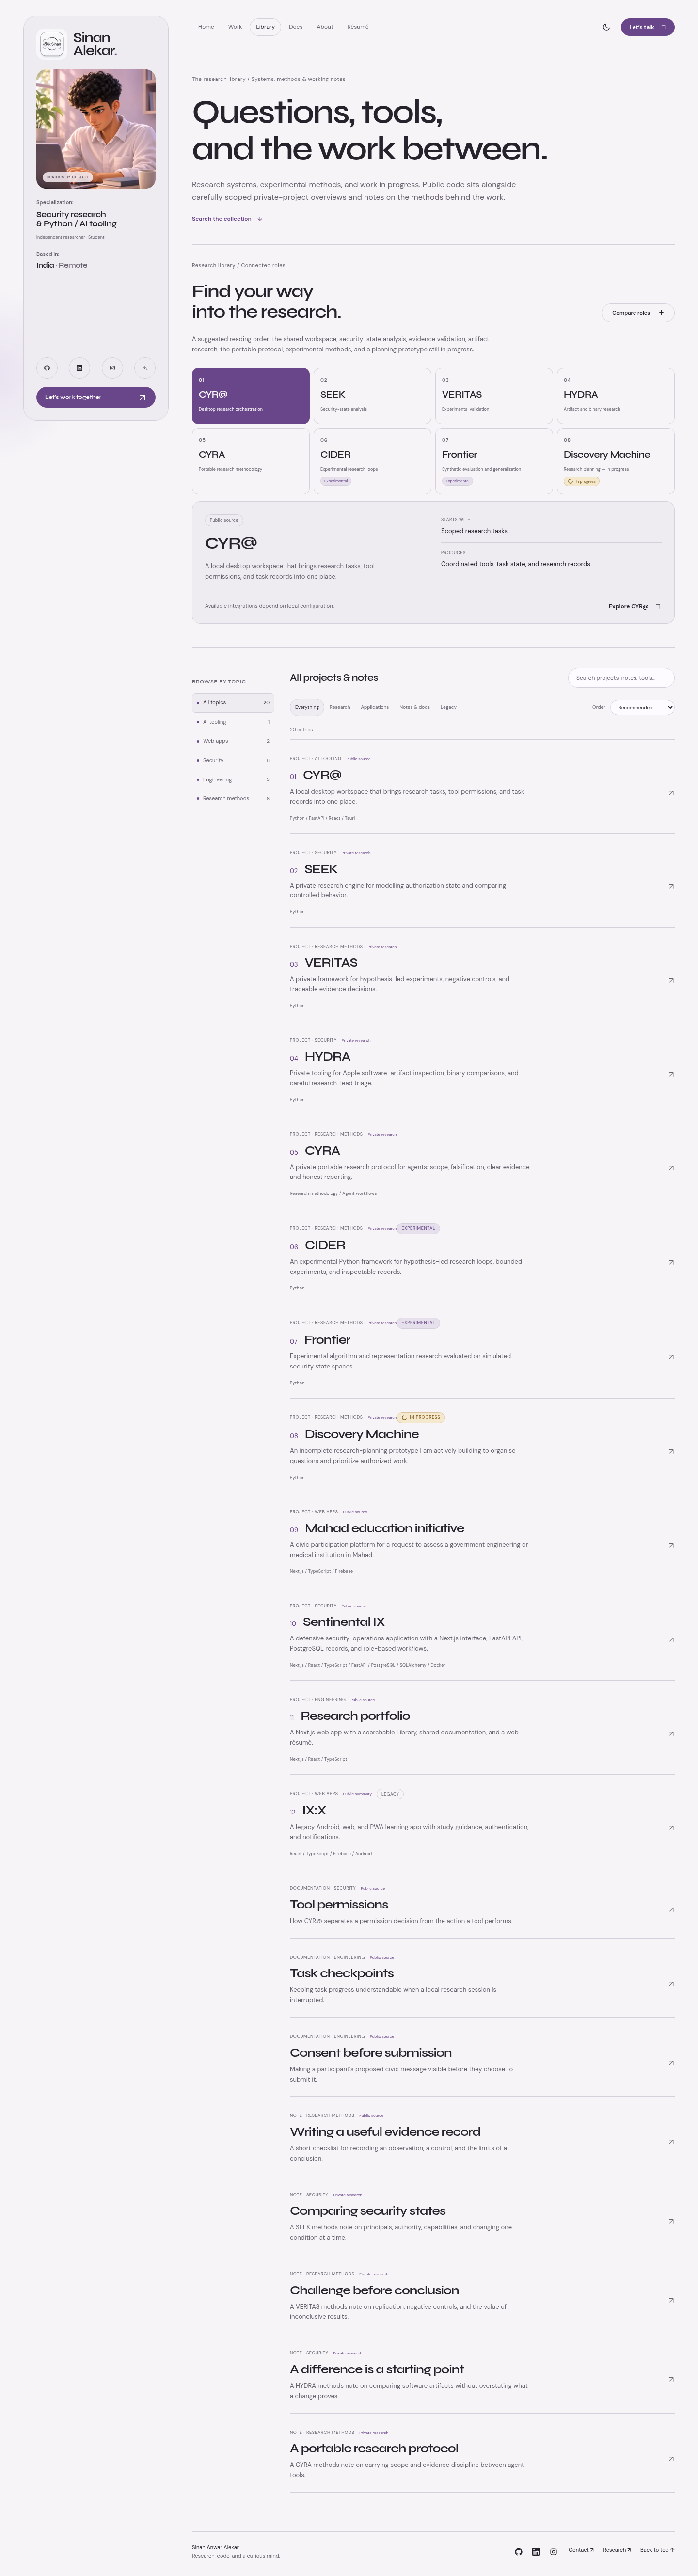 Sinan
Alekar.
CURIOUS BY DEFAULT
Specialization:
Security research
& Python / AI tooling
Independent researcher · Student
Based in:
India · Remote
Let's work together
Home
Work
Library
Docs
About
Résumé
Let's talk
The research library / Systems, methods & working notes
Questions, tools,
and the work between.
Research systems, experimental methods, and work in progress. Public code sits alongside
carefully scoped private-project overviews and notes on the methods behind the work.
Search the collection ↓
Research library / Connected roles
Find your way
into the research.
Compare roles +
A suggested reading order: the shared workspace, security-state analysis, evidence validation, artifact
research, the portable protocol, experimental methods, and a planning prototype still in progress.
01
CYR@
Desktop research orchestration
02
SEEK
Security-state analysis
03
VERITAS
Experimental validation
04
HYDRA
Artifact and binary research
05
CYRA
Portable research methodology
06
CIDER
Experimental research loops
Experimental
07
Frontier
Synthetic evaluation and generalization
Experimental
08
Discovery Machine
Research planning — in progress
In progress
Public source
CYR@
A local desktop workspace that brings research tasks, tool
permissions, and task records into one place.
STARTS WITH
Scoped research tasks
PRODUCES
Coordinated tools, task state, and research records
Available integrations depend on local configuration.
Explore CYR@
BROWSE BY TOPIC
All topics 20
AI tooling 1
Web apps 2
Security 6
Engineering 3
Research methods 8
All projects & notes
Search projects, notes, tools...
Everything
Research
Applications
Notes & docs
Legacy
Order
Recommended
20 entries
PROJECT · AI TOOLING Public source
01 CYR@
A local desktop workspace that brings research tasks, tool permissions, and task
records into one place.
Python / FastAPI / React / Tauri
PROJECT · SECURITY Private research
02 SEEK
A private research engine for modelling authorization state and comparing
controlled behavior.
Python
PROJECT · RESEARCH METHODS Private research
03 VERITAS
A private framework for hypothesis-led experiments, negative controls, and
traceable evidence decisions.
Python
PROJECT · SECURITY Private research
04 HYDRA
Private tooling for Apple software-artifact inspection, binary comparisons, and
careful research-lead triage.
Python
PROJECT · RESEARCH METHODS Private research
05 CYRA
A private portable research protocol for agents: scope, falsification, clear evidence,
and honest reporting.
Research methodology / Agent workflows
PROJECT · RESEARCH METHODS Private research EXPERIMENTAL
06 CIDER
An experimental Python framework for hypothesis-led research loops, bounded
experiments, and inspectable records.
Python
PROJECT · RESEARCH METHODS Private research EXPERIMENTAL
07 Frontier
Experimental algorithm and representation research evaluated on simulated
security state spaces.
Python
PROJECT · RESEARCH METHODS Private research IN PROGRESS
08 Discovery Machine
An incomplete research-planning prototype I am actively building to organise
questions and prioritize authorized work.
Python
PROJECT · WEB APPS · Public source
09 Mahad education initiative
A civic participation platform for a request to assess a government engineering or
medical institution in Mahad.
Next.js / TypeScript / Firebase
PROJECT · SECURITY Public source
10 Sentinental IX
A defensive security-operations application with a Next.js interface, FastAPI API,
PostgreSQL records, and role-based workflows.
Next.js / React / TypeScript / FastAPI / PostgreSQL / SQLAlchemy / Docker
PROJECT · ENGINEERING Public source
11 Research portfolio
A Next.js web app with a searchable Library, shared documentation, and a web
résumé.
Next.js / React / TypeScript
PROJECT · WEB APPS · Public summary LEGACY
12 IX:X
A legacy Android, web, and PWA learning app with study guidance, authentication,
and notifications.
React / TypeScript / Firebase / Android
DOCUMENTATION · SECURITY Public source
Tool permissions
How CYR@ separates a permission decision from the action a tool performs.
DOCUMENTATION · ENGINEERING Public source
Task checkpoints
Keeping task progress understandable when a local research session is
interrupted.
DOCUMENTATION · ENGINEERING Public source
Consent before submission
Making a participant's proposed civic message visible before they choose to
submit it.
NOTE · RESEARCH METHODS Public source
Writing a useful evidence record
A short checklist for recording an observation, a control, and the limits of a
conclusion.
NOTE · SECURITY Private research
Comparing security states
A SEEK methods note on principals, authority, capabilities, and changing one
condition at a time.
NOTE · RESEARCH METHODS Private research
Challenge before conclusion
A VERITAS methods note on replication, negative controls, and the value of
inconclusive results.
NOTE · SECURITY Private research
A difference is a starting point
A HYDRA methods note on comparing software artifacts without overstating what
a change proves.
NOTE · RESEARCH METHODS Private research
A portable research protocol
A CYRA methods note on carrying scope and evidence discipline between agent
tools.
Sinan Anwar Alekar
Research, code, and a curious mind.
Contact ↗
Research ↗
Back to top ↑